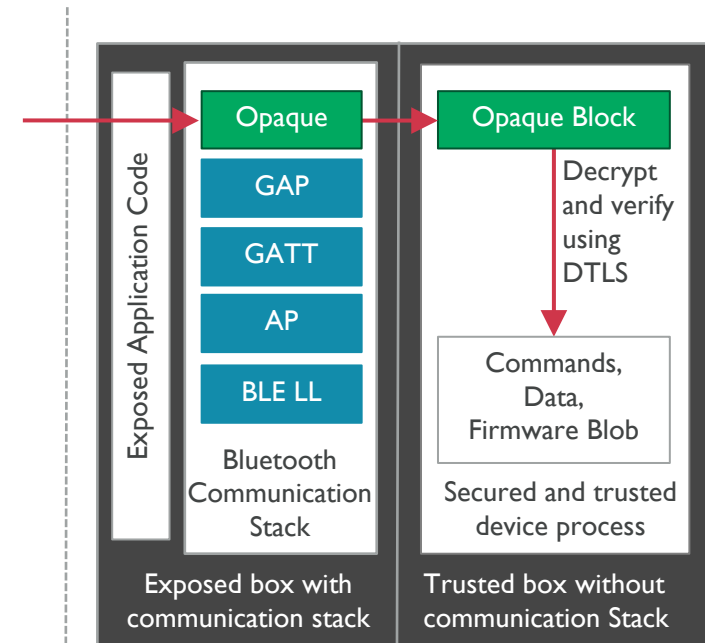 Exposed Application Code
Opaque
GAP
GATT
AP
BLE LL
Bluetooth
Communication
Stack
Exposed box with
communication stack
Opaque Block
Decrypt
and verify
using
DTLS
Commands,
Data,
Firmware Blob
Secured and trusted
device process
Trusted box without
communication Stack